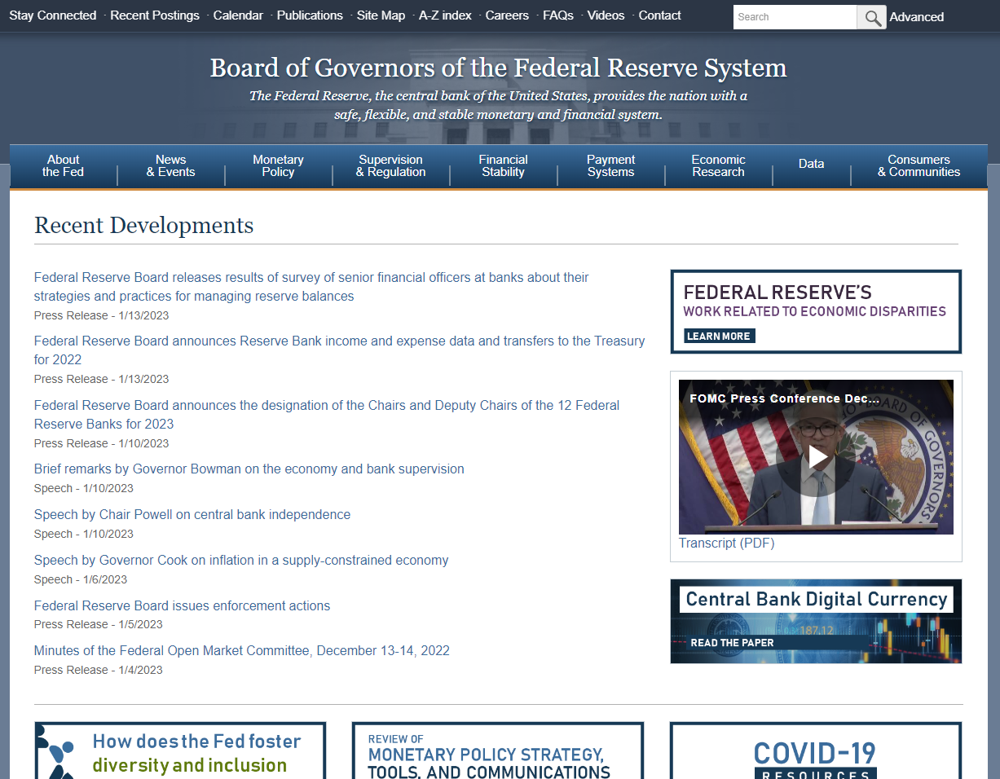 Stay Connected · Recent Postings · Calendar · Publications · Site Map · A-Z index · Careers · FAQs · Videos · Contact
Search
Advanced
Board of Governors of the Federal Reserve System
The Federal Reserve, the central bank of the United States, provides the nation with a
safe, flexible, and stable monetary and financial system.
About
the Fed
News
& Events
Monetary
Policy
Supervision
& Regulation
Financial
Stability
Payment
Systems
Economic
Research
Data
Consumers
& Communities
Recent Developments
Federal Reserve Board releases results of survey of senior financial officers at banks about their
strategies and practices for managing reserve balances
Press Release - 1/13/2023
Federal Reserve Board announces Reserve Bank income and expense data and transfers to the Treasury
for 2022
Press Release - 1/13/2023
Federal Reserve Board announces the designation of the Chairs and Deputy Chairs of the 12 Federal
Reserve Banks for 2023
Press Release - 1/10/2023
Brief remarks by Governor Bowman on the economy and bank supervision
Speech - 1/10/2023
Speech by Chair Powell on central bank independence
Speech - 1/10/2023
Speech by Governor Cook on inflation in a supply-constrained economy
Speech - 1/6/2023
Federal Reserve Board issues enforcement actions
Press Release - 1/5/2023
Minutes of the Federal Open Market Committee, December 13-14, 2022
Press Release - 1/4/2023
FEDERAL RESERVE'S
WORK RELATED TO ECONOMIC DISPARITIES
LEARN MORE
FOMC Press Conference Dec...
BOARD OF GOVERNORS
Transcript (PDF)
Central Bank Digital Currency
187.12
READ THE PAPER
How does the Fed foster
diversity and inclusion
REVIEW OF
MONETARY POLICY STRATEGY,
TOOLS, AND COMMUNICATIONS
COVID-19
RESOURCES